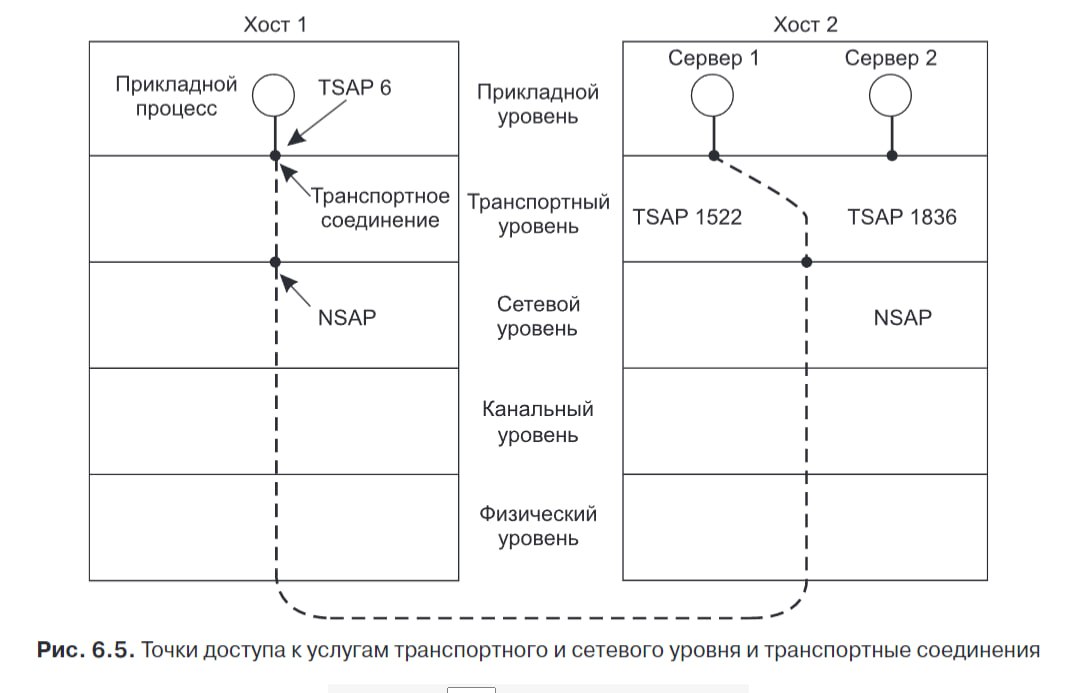 Хост 1
Хост 2
Прикладной
процесс
TSAP 6
Прикладной
уровень
Сервер 1
Сервер 2
Транспортное
соединение
Транспортный
уровень
TSAP 1522
TSAP 1836
NSAP
Сетевой
уровень
NSAP
Канальный
уровень
Физический
уровень
Рис. 6.5. Точки доступа к услугам транспортного и сетевого уровня и транспортные соединения